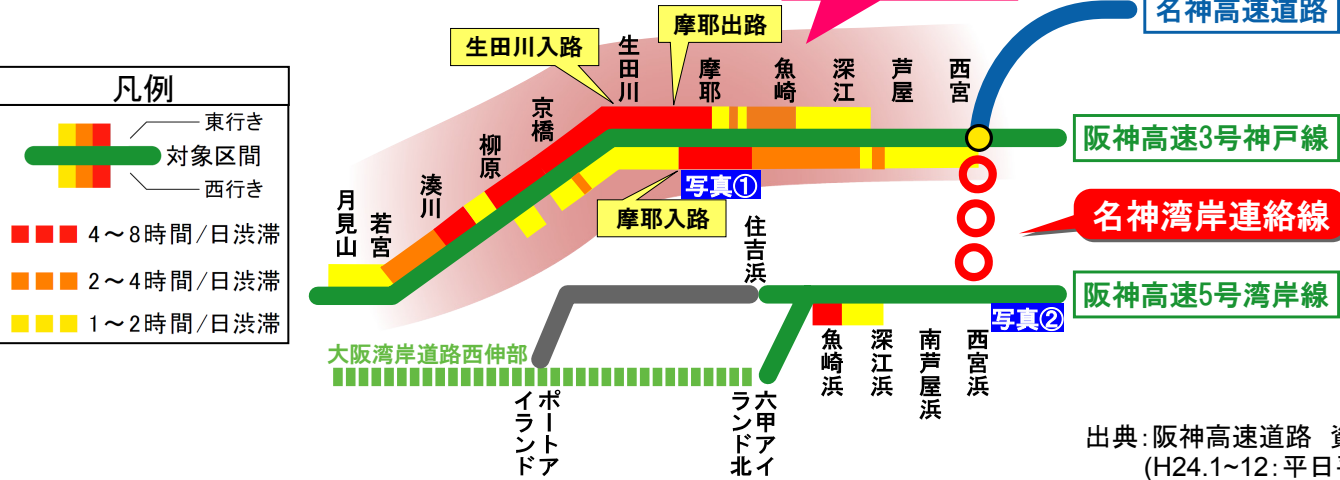 名神高速道路
摩耶出路
生田川入路
生田川
摩耶
魚崎
深江
芦屋
西宮
凡例
東行き
対象区間
西行き
4～8時間/日渋滞
2～4時間/日渋滞
1～2時間/日渋滞
京橋
柳原
湊川
若宮
月見山
阪神高速3号神戸線
写真①
摩耶入路
名神湾岸連絡線
住吉浜
阪神高速5号湾岸線
写真②
魚崎浜
深江浜
南芦屋浜
西宮浜
大阪湾岸道路西伸部
ポートア
イランド
六甲アイ
ランド北
出典:阪神高速道路
(H24.1~12:平日